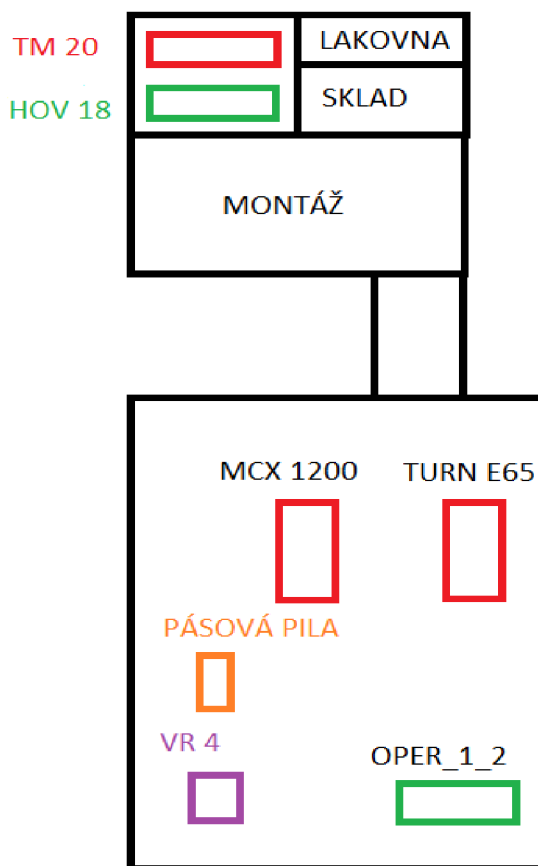 TM 20
LAKOVNA
HOV 18
SKLAD
MONTÁŽ
MCX 1200
TURN E65
PÁSOVÁ PILA
VR 4
OPER_1_2